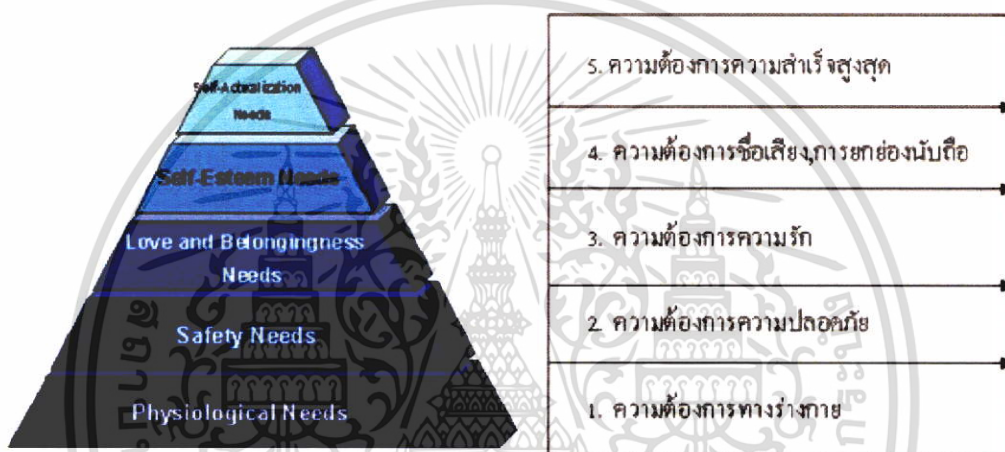 Self-Actualization
Needs
Self-Esteem Needs
Love and Belongingness
Needs
Safety Needs
Physiological Needs
5. ความต้องการความสำเร็จสูงสุด
4. ความต้องการชื่อเสียง,การยกย่องนับถือ
3. ความต้องการความรัก
2. ความต้องการความปลอดภัย
1. ความต้องการทางร่างกาย